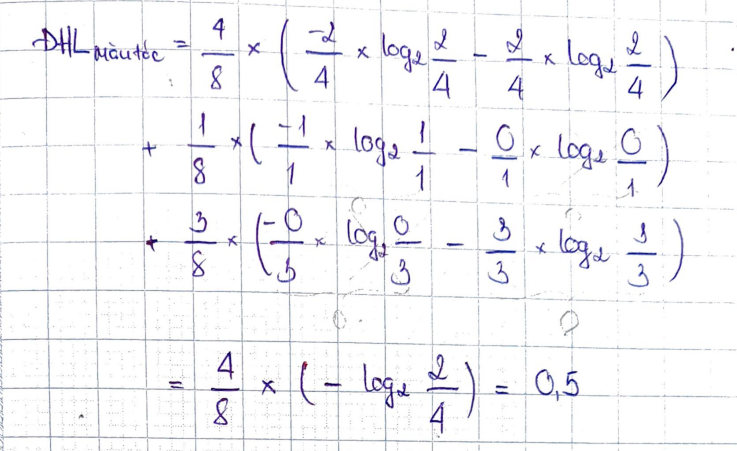 ĐHL màu tóc = 4/8 × ( -2/4 × log₂ 2/4 - 2/4 × log₂ 2/4 )
+ 1/8 × ( -1/1 × log₂ 1/1 - 0/1 × log₂ 0/1 )
+ 3/8 × ( -0/3 × log₂ 0/3 - 3/3 × log₂ 3/3 )
= 4/8 × ( - log₂ 2/4 ) = 0,5